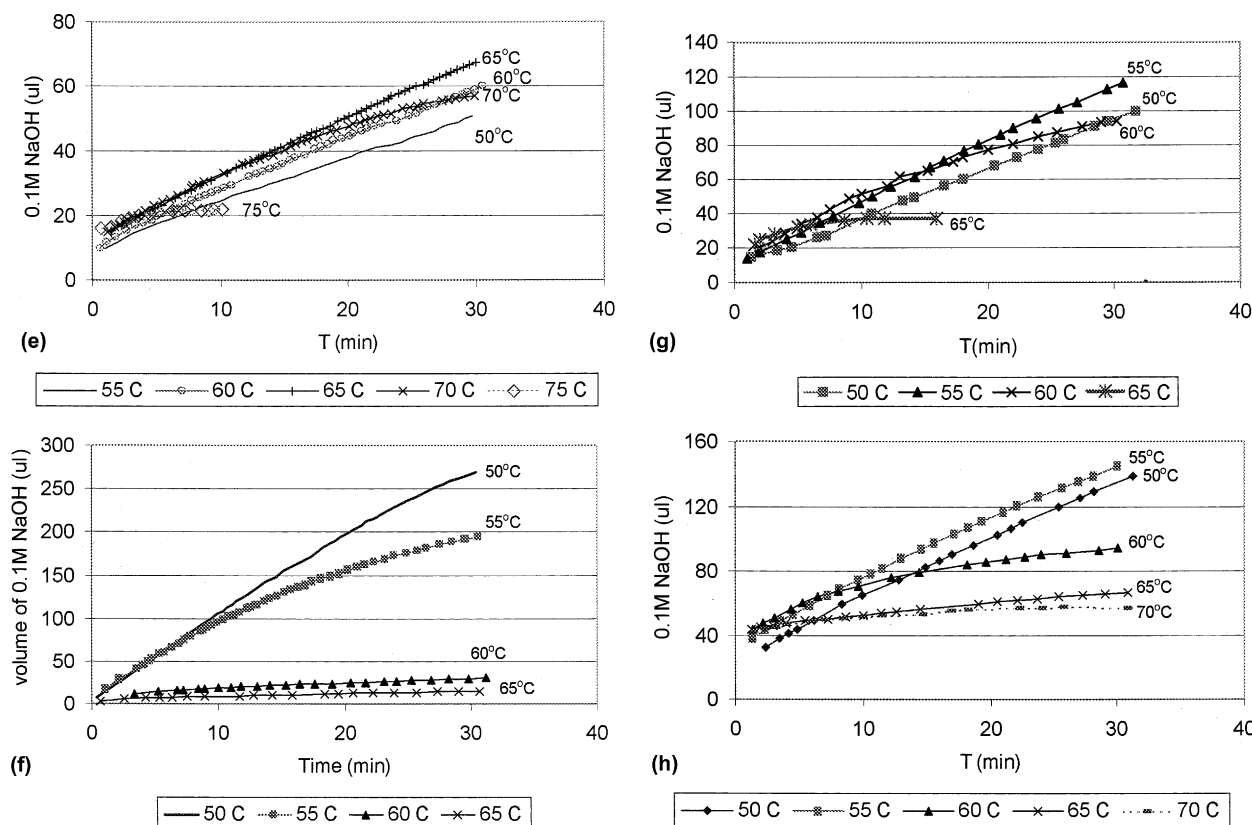 80
60
40
20
0
0.1M NaOH (ul)
65°C
60°C
70°C
50°C
75°C
0 10 20 30 40
T (min)
(e)
55 C 60 C 65 C 70 C 75 C
140
120
100
80
60
40
20
0
0.1M NaOH (ul)
55°C
50°C
60°C
65°C
0 10 20 30 40
T(min)
(g)
50 C 55 C 60 C 65 C
300
250
200
150
100
50
0
volume of 0.1M NaOH (ul)
50°C
55°C
60°C
65°C
0 10 20 30 40
Time (min)
(f)
50 C 55 C 60 C 65 C
160
120
80
40
0
0.1M NaOH (ul)
55°C
50°C
60°C
65°C
70°C
0 10 20 30 40
T (min)
(h)
50 C 55 C 60 C 65 C 70 C